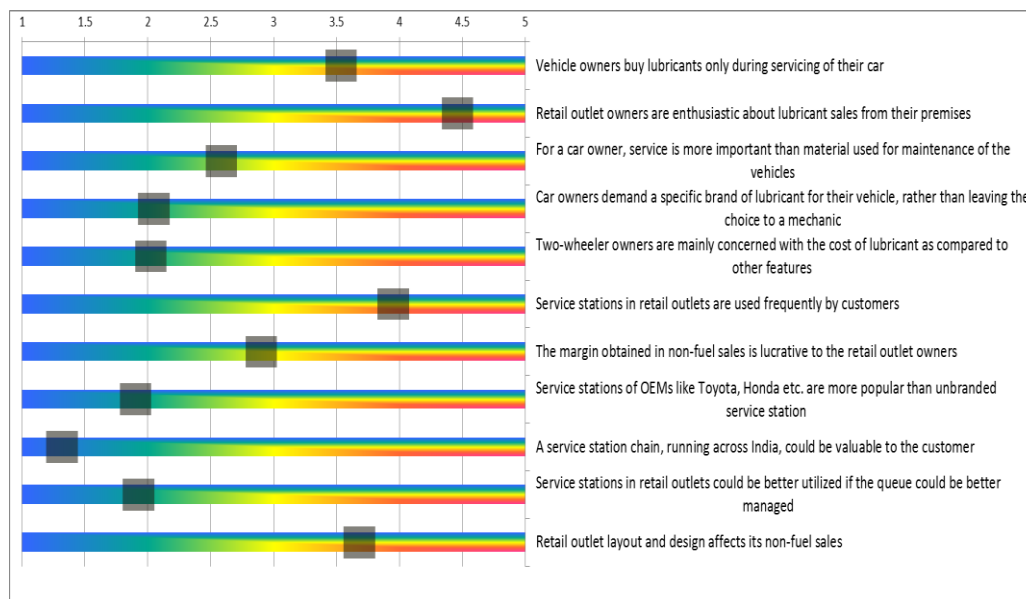 1 1.5 2 2.5 3 3.5 4 4.5 5
Vehicle owners buy lubricants only during servicing of their car
Retail outlet owners are enthusiastic about lubricant sales from their premises
For a car owner, service is more important than material used for maintenance of the
vehicles
Car owners demand a specific brand of lubricant for their vehicle, rather than leaving the
choice to a mechanic
Two-wheeler owners are mainly concerned with the cost of lubricant as compared to
other features
Service stations in retail outlets are used frequently by customers
The margin obtained in non-fuel sales is lucrative to the retail outlet owners
Service stations of OEMs like Toyota, Honda etc. are more popular than unbranded
service station
A service station chain, running across India, could be valuable to the customer
Service stations in retail outlets could be better utilized if the queue could be better
managed
Retail outlet layout and design affects its non-fuel sales